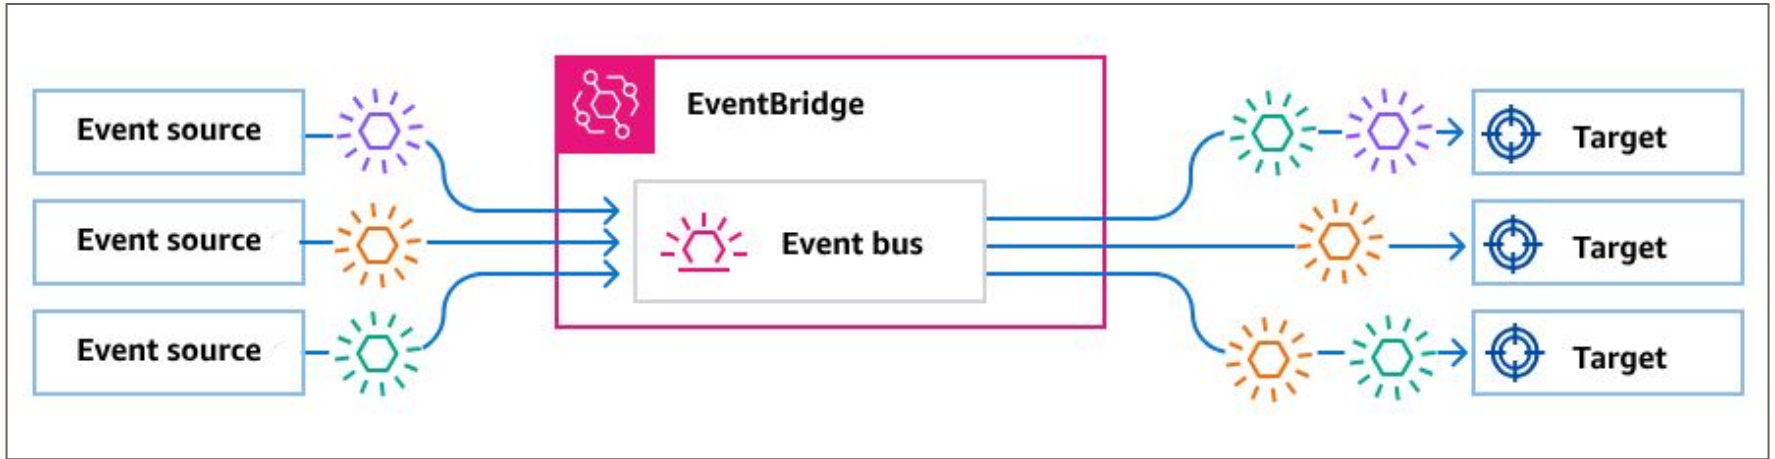 Event source
Event source
Event source
EventBridge
Event bus
Target
Target
Target